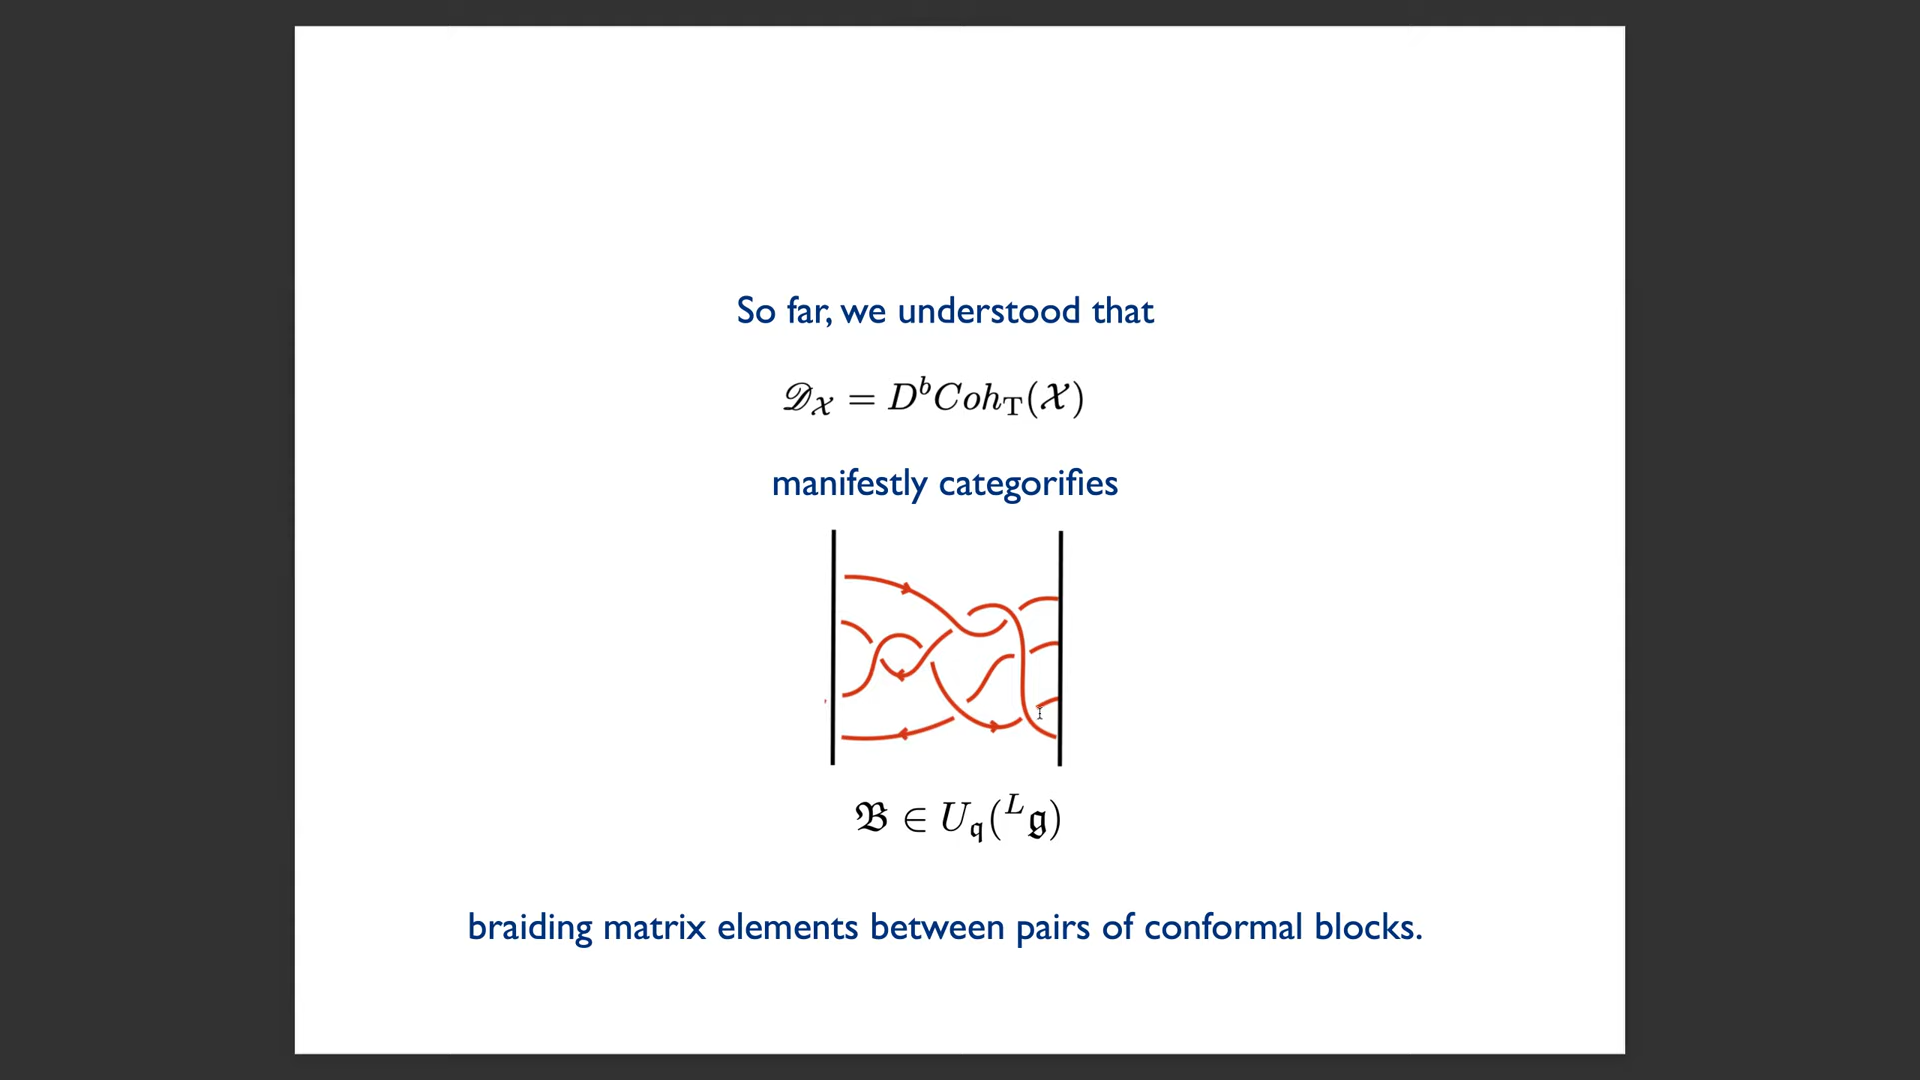 So far, we understood that
𝒟_𝒳 = D^b Coh_T(𝒳)
manifestly categorifies
𝔅 ∈ U_𝔮(^L𝔤)
braiding matrix elements between pairs of conformal blocks.